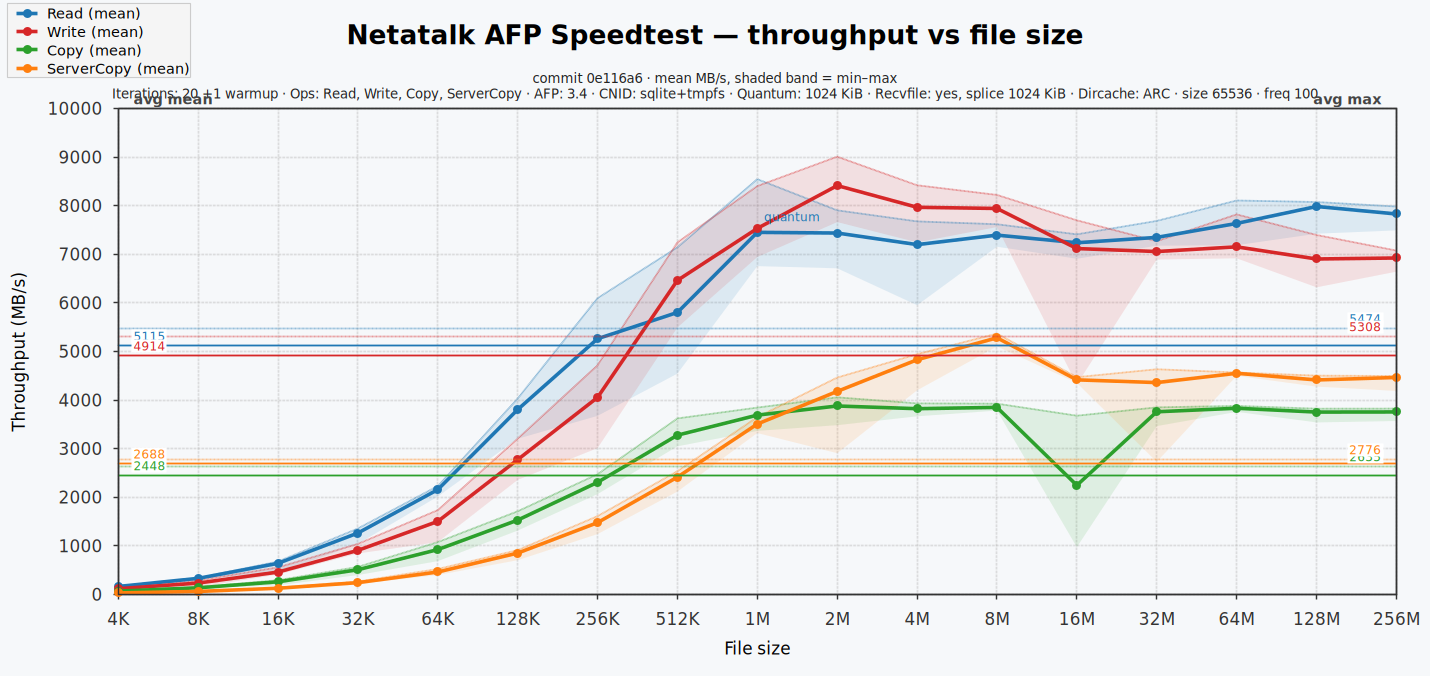 Read (mean)
Write (mean)
Copy (mean)
ServerCopy (mean)
Netatalk AFP Speedtest — throughput vs file size
commit 0e116a6 · mean MB/s, shaded band = min–max
Iterations: 20 +1 warmup · Ops: Read, Write, Copy, ServerCopy · AFP: 3.4 · CNID: sqlite+tmpfs · Quantum: 1024 KiB · Recvfile: yes, splice 1024 KiB · Dircache: ARC · size 65536 · freq 100
avg mean
avg max
10000
9000
8000
7000
6000
5000
4000
3000
2000
1000
0
Throughput (MB/s)
quantum
5115
4914
2688
2448
5474
5308
2776
2635
4K 8K 16K 32K 64K 128K 256K 512K 1M 2M 4M 8M 16M 32M 64M 128M 256M
File size